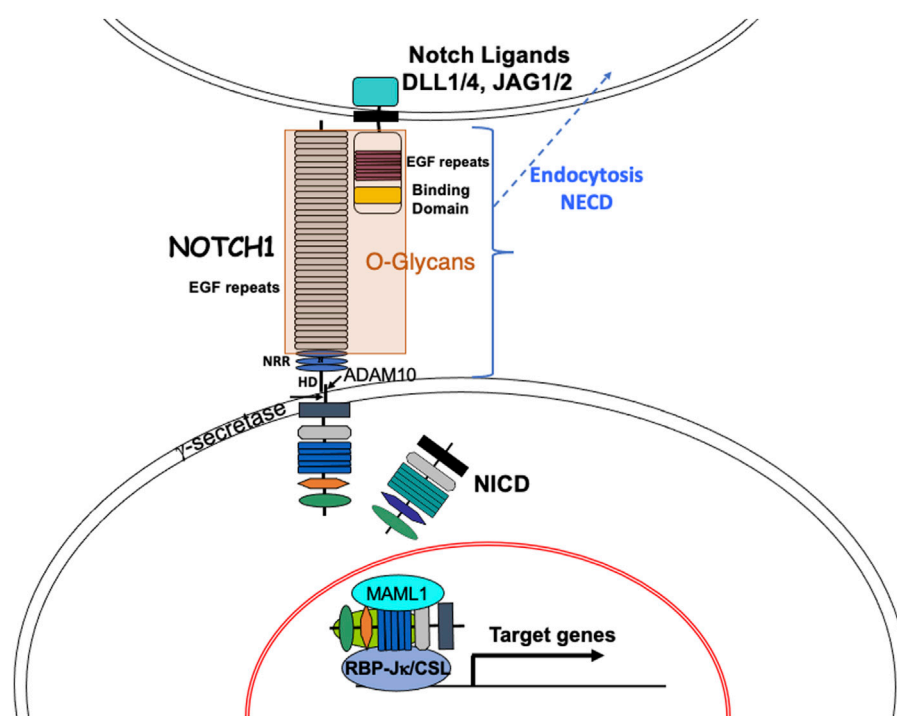 Notch Ligands
DLL1/4, JAG1/2
EGF repeats
Binding
Domain
Endocytosis
NECD
NOTCH1
O-Glycans
EGF repeats
NRR
HD
ADAM10
γ-secretase
NICD
MAML1
Target genes
RBP-Jκ/CSL